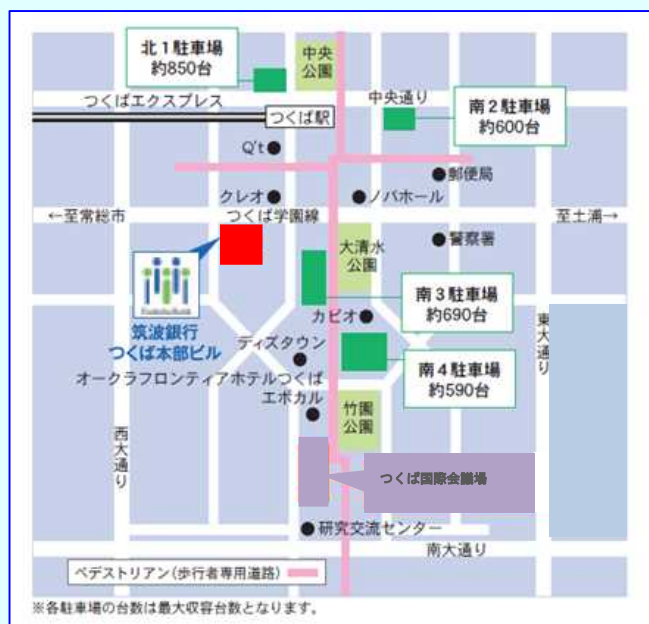 北1駐車場
約850台
中央
公園
つくばエクスプレス
中央通り
南2駐車場
約600台
つくば駅
Q't
郵便局
クレオ
ノバホール
←至常総市
つくば学園線
至土浦→
大清水
公園
警察署
南3駐車場
約690台
カピオ
東大通り
筑波銀行
つくば本部ビル
ディズタウン
南4駐車場
約590台
オークラフロンティアホテルつくば
エポカル
竹園
公園
西大通り
つくば国際会議場
研究交流センター
南大通り
ペデストリアン(歩行者専用道路)
※各駐車場の台数は最大収容台数となります。